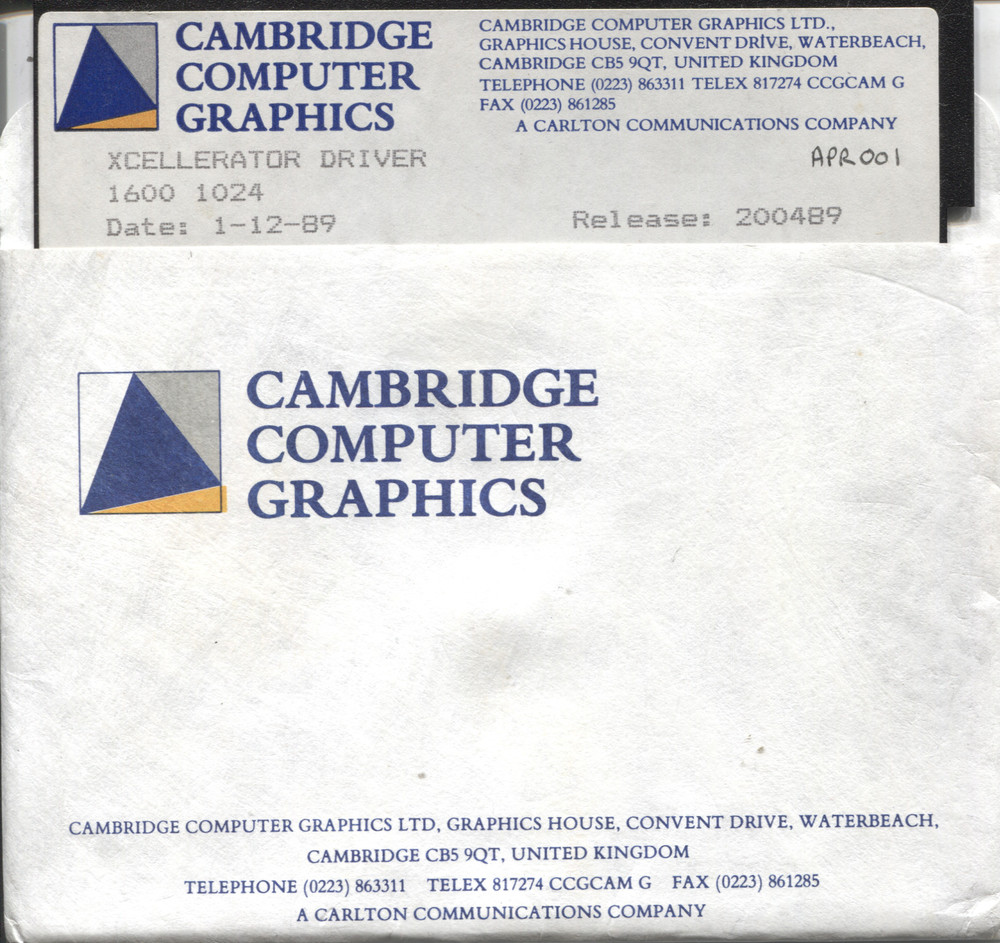 CAMBRIDGE
COMPUTER
GRAPHICS
CAMBRIDGE COMPUTER GRAPHICS LTD.,
GRAPHICS HOUSE, CONVENT DRIVE, WATERBEACH,
CAMBRIDGE CB5 9QT, UNITED KINGDOM
TELEPHONE (0223) 863311 TELEX 817274 CCGCAM G
FAX (0223) 861285
A CARLTON COMMUNICATIONS COMPANY
XCELLERATOR DRIVER
APR001
1600 1024
Date: 1-12-89 Release: 200489
CAMBRIDGE
COMPUTER
GRAPHICS
CAMBRIDGE COMPUTER GRAPHICS LTD, GRAPHICS HOUSE, CONVENT DRIVE, WATERBEACH,
CAMBRIDGE CB5 9QT, UNITED KINGDOM
TELEPHONE (0223) 863311 TELEX 817274 CCGCAM G FAX (0223) 861285
A CARLTON COMMUNICATIONS COMPANY